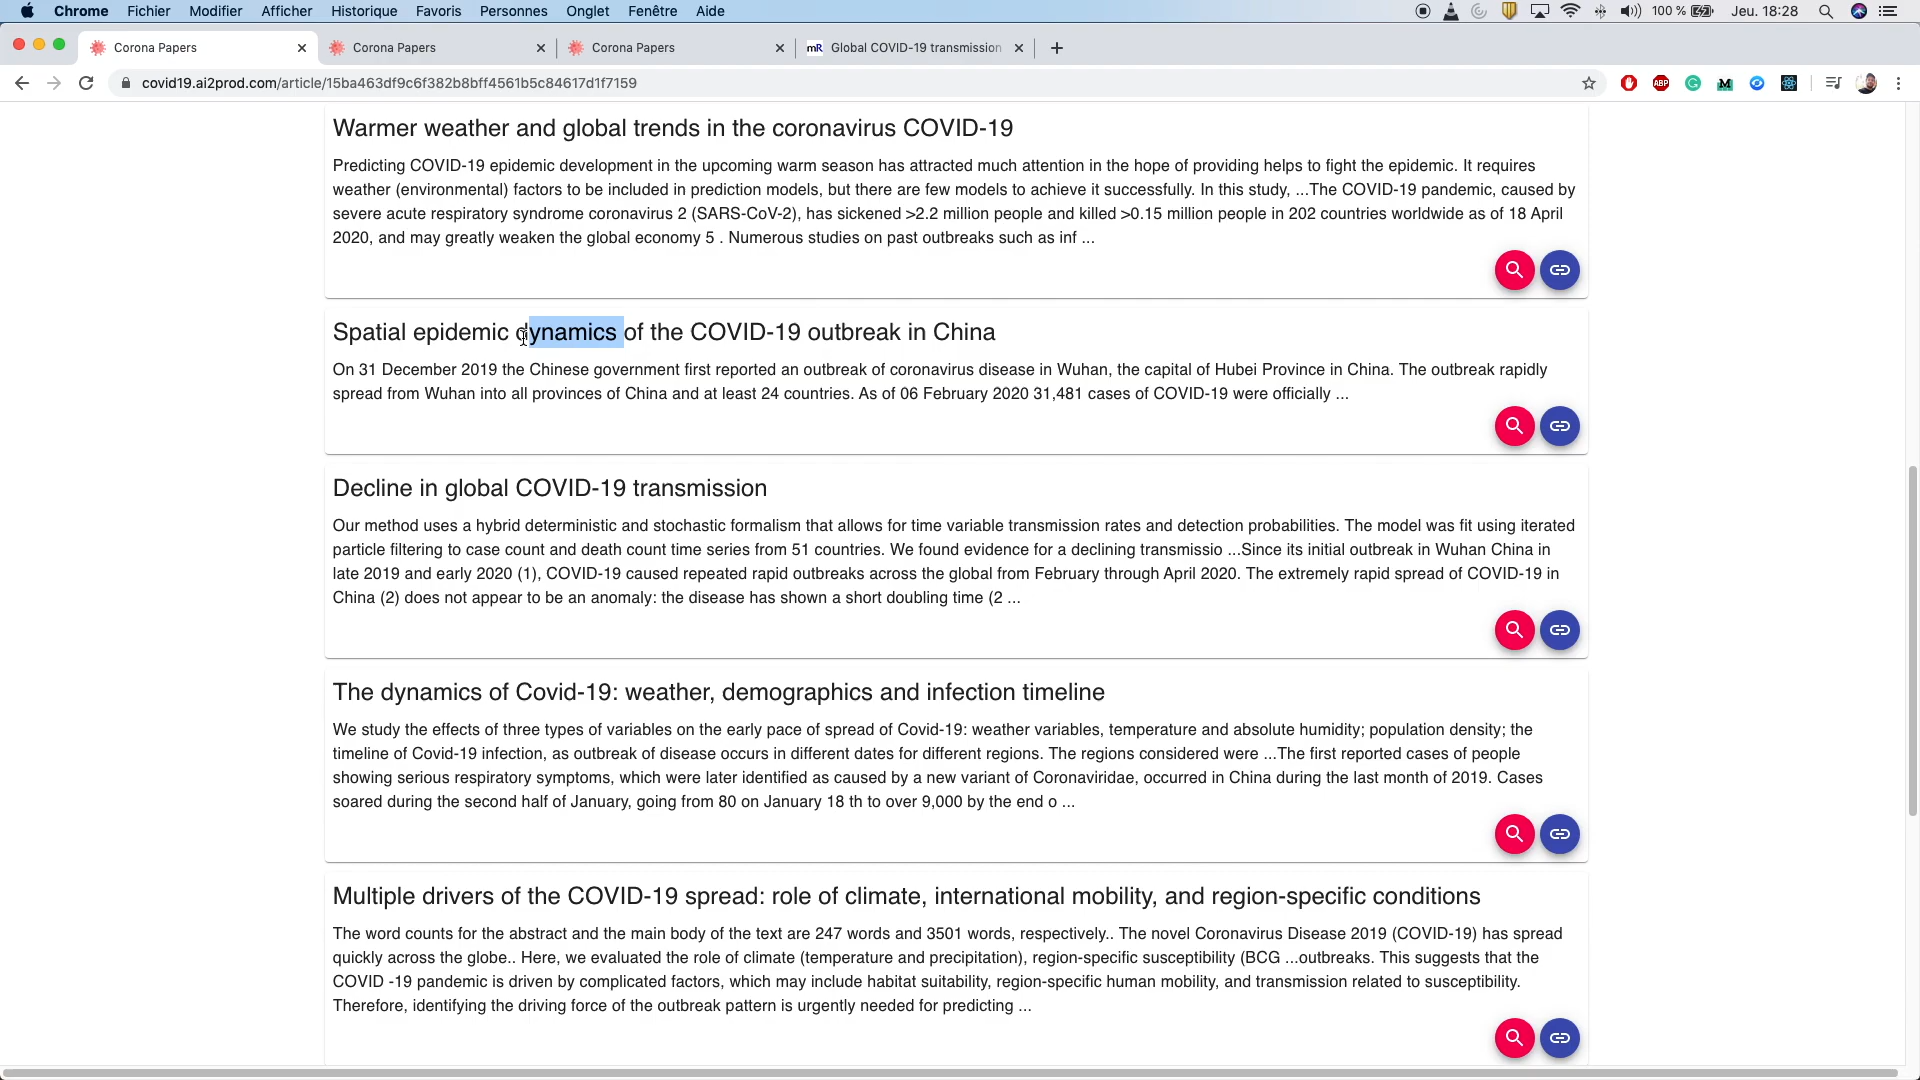 Chrome Fichier Modifier Afficher Historique Favoris Personnes Onglet Fenêtre Aide 100 % Jeu. 18:28
Corona Papers Corona Papers Corona Papers mR Global COVID-19 transmission
covid19.ai2prod.com/article/15ba463df9c6f382b8bff4561b5c84617d1f7159 ABP
Warmer weather and global trends in the coronavirus COVID-19
Predicting COVID-19 epidemic development in the upcoming warm season has attracted much attention in the hope of providing helps to fight the epidemic. It requires
weather (environmental) factors to be included in prediction models, but there are few models to achieve it successfully. In this study, ...The COVID-19 pandemic, caused by
severe acute respiratory syndrome coronavirus 2 (SARS-CoV-2), has sickened >2.2 million people and killed >0.15 million people in 202 countries worldwide as of 18 April
2020, and may greatly weaken the global economy 5 . Numerous studies on past outbreaks such as inf ...
Spatial epidemic dynamics of the COVID-19 outbreak in China
On 31 December 2019 the Chinese government first reported an outbreak of coronavirus disease in Wuhan, the capital of Hubei Province in China. The outbreak rapidly
spread from Wuhan into all provinces of China and at least 24 countries. As of 06 February 2020 31,481 cases of COVID-19 were officially ...
Decline in global COVID-19 transmission
Our method uses a hybrid deterministic and stochastic formalism that allows for time variable transmission rates and detection probabilities. The model was fit using iterated
particle filtering to case count and death count time series from 51 countries. We found evidence for a declining transmissio ...Since its initial outbreak in Wuhan China in
late 2019 and early 2020 (1), COVID-19 caused repeated rapid outbreaks across the global from February through April 2020. The extremely rapid spread of COVID-19 in
China (2) does not appear to be an anomaly: the disease has shown a short doubling time (2 ...
The dynamics of Covid-19: weather, demographics and infection timeline
We study the effects of three types of variables on the early pace of spread of Covid-19: weather variables, temperature and absolute humidity; population density; the
timeline of Covid-19 infection, as outbreak of disease occurs in different dates for different regions. The regions considered were ...The first reported cases of people
showing serious respiratory symptoms, which were later identified as caused by a new variant of Coronaviridae, occurred in China during the last month of 2019. Cases
soared during the second half of January, going from 80 on January 18 th to over 9,000 by the end o ...
Multiple drivers of the COVID-19 spread: role of climate, international mobility, and region-specific conditions
The word counts for the abstract and the main body of the text are 247 words and 3501 words, respectively.. The novel Coronavirus Disease 2019 (COVID-19) has spread
quickly across the globe.. Here, we evaluated the role of climate (temperature and precipitation), region-specific susceptibility (BCG ...outbreaks. This suggests that the
COVID -19 pandemic is driven by complicated factors, which may include habitat suitability, region-specific human mobility, and transmission related to susceptibility.
Therefore, identifying the driving force of the outbreak pattern is urgently needed for predicting ...